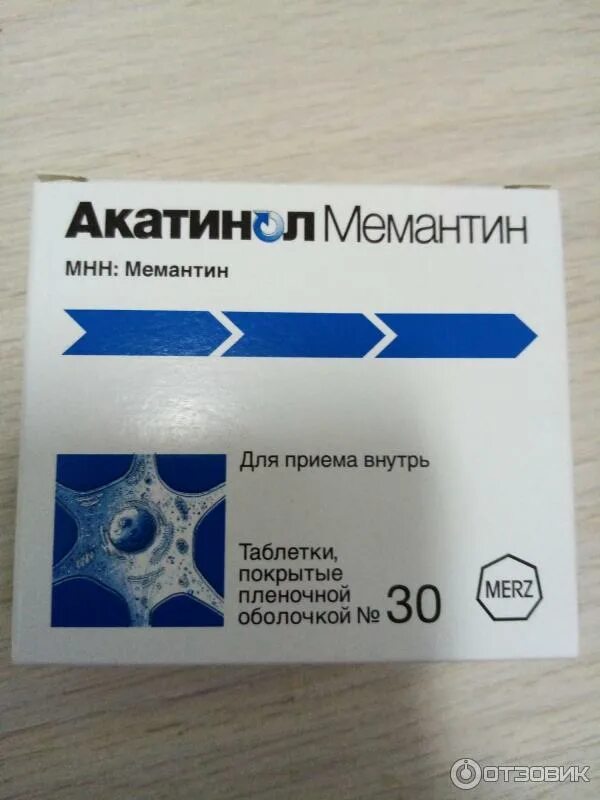 Акатинол Мемантин
МНН: Мемантин
Для приема внутрь
Таблетки,
покрытые
пленочной
оболочкой № 30
MERZ
ОТЗОВИК